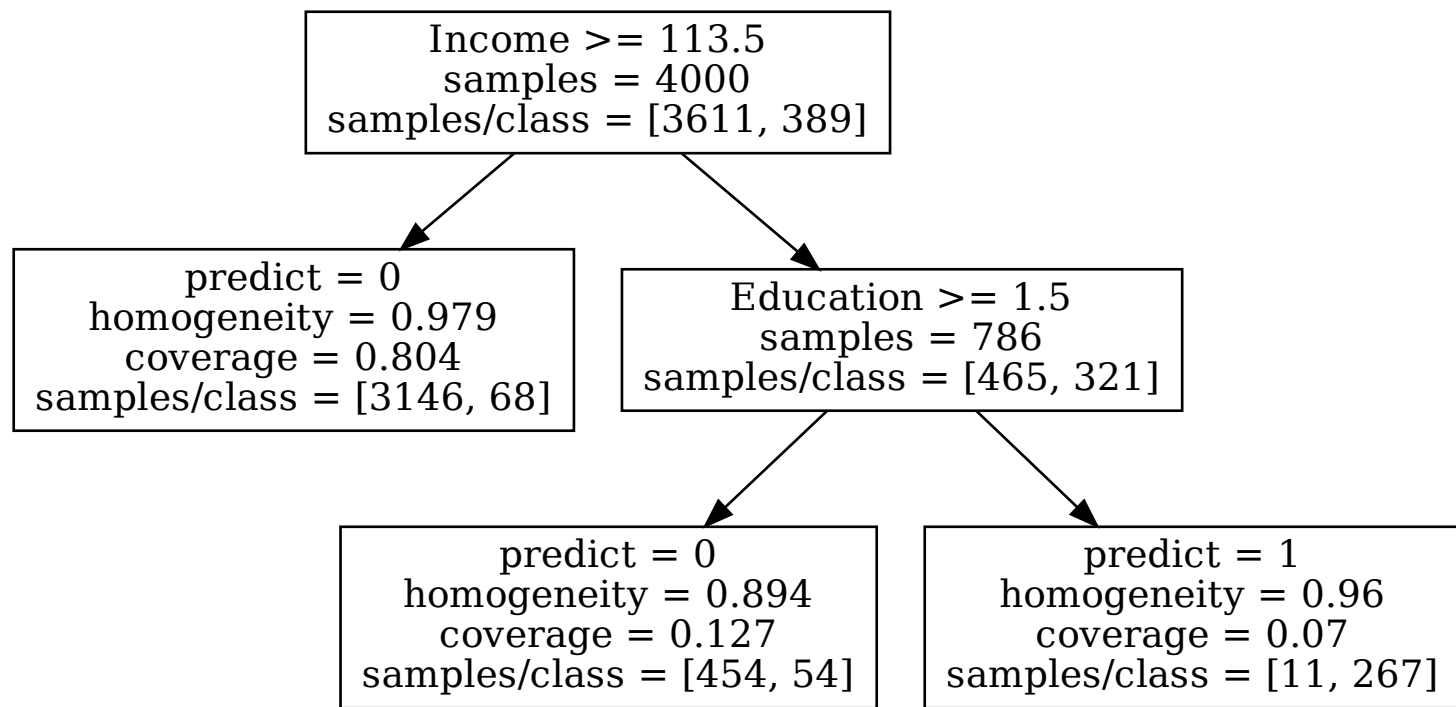 Income >= 113.5
samples = 4000
samples/class = [3611, 389]
predict = 0
homogeneity = 0.979
coverage = 0.804
samples/class = [3146, 68]
Education >= 1.5
samples = 786
samples/class = [465, 321]
predict = 0
homogeneity = 0.894
coverage = 0.127
samples/class = [454, 54]
predict = 1
homogeneity = 0.96
coverage = 0.07
samples/class = [11, 267]